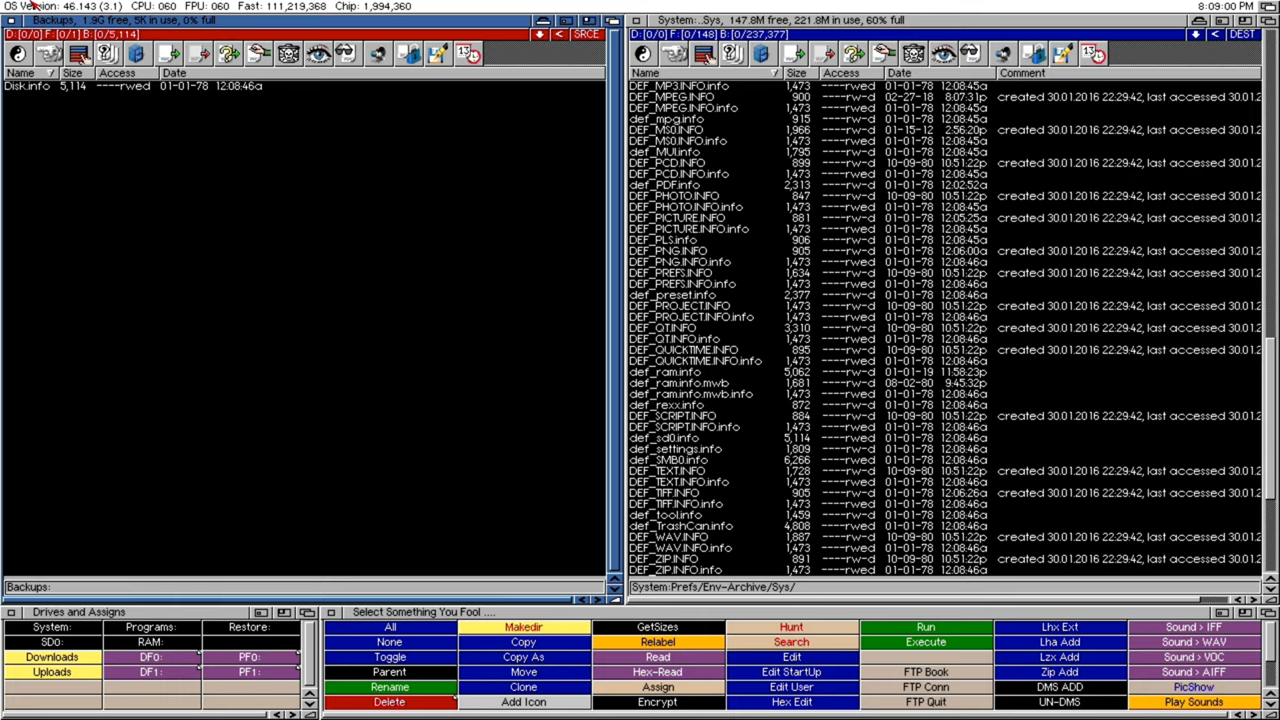 OS Version: 46.143 (3.1)  CPU: 060  FPU: 060  Fast: 111,219,368  Chip: 1,994,360
8:09:00 PM
Backups, 1.9G free, 5K in use, 0% full
System:...Sys, 147.8M free, 221.8M in use, 60% full
D:[0/0] F:[0/1] B:[0/5,114]
< SRCE
D:[0/0] F:[0/148] B:[0/237,377]
< DEST
Name Size Access Date
Name Size Access Date Comment
Disk.info 5,114 ----rwed 01-01-78 12:08:46a
DEF_MP3.INFO.info 1,473 ----rw-d 01-01-78 12:08:45a
DEF_MPEG.INFO 900 ----rw-d 02-27-18 8:07:31p created 30.01.2016 22:29:42, last accessed 30.01.2
DEF_MPEG.INFO.info 1,473 ----rw-d 01-01-78 12:08:46a
def_mpg.info 915 ----rw-d 01-01-78 12:08:46a
DEF_MS0.INFO 1,966 ----rw-d 01-15-12 2:56:20p created 30.01.2016 22:29:42, last accessed 30.01.2
DEF_MS0.INFO.info 1,473 ----rw-d 01-01-78 12:08:45a
def_MUI.info 1,795 ----rw-d 01-01-78 12:08:46a
DEF_PCD.INFO 899 ----rw-d 10-09-80 10:51:22p created 30.01.2016 22:29:42, last accessed 30.01.2
DEF_PCD.INFO.info 1,473 ----rw-d 01-01-78 12:08:45a
def_PDF.info 2,313 ----rw-d 01-01-78 12:02:52a
DEF_PHOTO.INFO 847 ----rw-d 10-09-80 10:51:22p created 30.01.2016 22:29:42, last accessed 30.01.2
DEF_PHOTO.INFO.info 1,473 ----rw-d 01-01-78 12:08:45a
DEF_PICTURE.INFO 881 ----rw-d 01-01-78 12:05:25a created 30.01.2016 22:29:42, last accessed 30.01.2
DEF_PICTURE.INFO.info 1,473 ----rw-d 01-01-78 12:08:45a
DEF_PLS.info 906 ----rw-d 01-01-78 12:08:45a
DEF_PNG.INFO 905 ----rw-d 01-01-78 12:06:00a created 30.01.2016 22:29:42, last accessed 30.01.2
DEF_PNG.INFO.info 1,473 ----rw-d 01-01-78 12:08:46a
DEF_PREFS.INFO 1,634 ----rw-d 10-09-80 10:51:22p created 30.01.2016 22:29:42, last accessed 30.01.2
DEF_PREFS.INFO.info 1,473 ----rw-d 01-01-78 12:08:46a
def_preset.info 2,377 ----rw-d 01-01-78 12:08:46a
DEF_PROJECT.INFO 1,473 ----rw-d 10-09-80 10:51:22p created 30.01.2016 22:29:42, last accessed 30.01.2
DEF_PROJECT.INFO.info 1,473 ----rw-d 01-01-78 12:08:46a
DEF_QT.INFO 3,310 ----rw-d 10-09-80 10:51:22p created 30.01.2016 22:29:42, last accessed 30.01.2
DEF_QT.INFO.info 1,473 ----rw-d 01-01-78 12:08:46a
DEF_QUICKTIME.INFO 895 ----rw-d 10-09-80 10:51:22p created 30.01.2016 22:29:42, last accessed 30.01.2
DEF_QUICKTIME.INFO.info 1,473 ----rw-d 01-01-78 12:08:46a
def_ram.info 5,062 ----rw-d 01-01-19 11:58:23p
def_ram.info.mwb 1,681 ----rw-d 08-02-80 9:45:32p
def_ram.info.mwb.info 1,473 ----rw-d 01-01-78 12:08:46a
def_rexx.info 872 ----rw-d 01-01-78 12:08:46a
DEF_SCRIPT.INFO 884 ----rw-d 10-09-80 10:51:22p created 30.01.2016 22:29:42, last accessed 30.01.2
DEF_SCRIPT.INFO.info 1,473 ----rw-d 01-01-78 12:08:46a
def_sd0.info 5,114 ----rw-d 01-01-78 12:08:46a
def_settings.info 1,809 ----rw-d 01-01-78 12:08:46a
def_SMB0.info 6,266 ----rw-d 01-01-78 12:08:46a
DEF_TEXT.INFO 1,728 ----rw-d 10-09-80 10:51:22p created 30.01.2016 22:29:42, last accessed 30.01.2
DEF_TEXT.INFO.info 1,473 ----rw-d 01-01-78 12:08:46a
DEF_TIFF.INFO 905 ----rw-d 01-01-78 12:06:26a created 30.01.2016 22:29:42, last accessed 30.01.2
DEF_TIFF.INFO.info 1,473 ----rw-d 01-01-78 12:08:46a
def_tool.info 1,459 ----rw-d 01-01-78 12:08:46a
def_TrashCan.info 4,808 ----rw-d 01-01-78 12:08:46a
DEF_WAV.INFO 1,887 ----rw-d 10-09-80 10:51:22p created 30.01.2016 22:29:42, last accessed 30.01.2
DEF_WAV.INFO.info 1,473 ----rw-d 01-01-78 12:08:46a
DEF_ZIP.INFO 891 ----rw-d 10-09-80 10:51:22p created 30.01.2016 22:29:42, last accessed 30.01.2
DEF_ZIP.INFO.info 1,473 ----rw-d 01-01-78 12:08:46a
Backups:
System:Prefs/Env-Archive/Sys/
Drives and Assigns
Select Something You Fool ....
System: Programs: Restore:
SD0: RAM:
Downloads DF0: PF0:
Uploads DF1: PF1:
All Makedir GetSizes Hunt Run Lhx Ext Sound > IFF
None Copy Relabel Search Execute Lha Add Sound > WAV
Toggle Copy As Read Edit Lzx Add Sound > VOC
Parent Move Hex-Read Edit StartUp FTP Book Zip Add Sound > AIFF
Rename Clone Assign Edit User FTP Conn DMS ADD PicShow
Delete Add Icon Encrypt Hex Edit FTP Quit UN-DMS Play Sounds